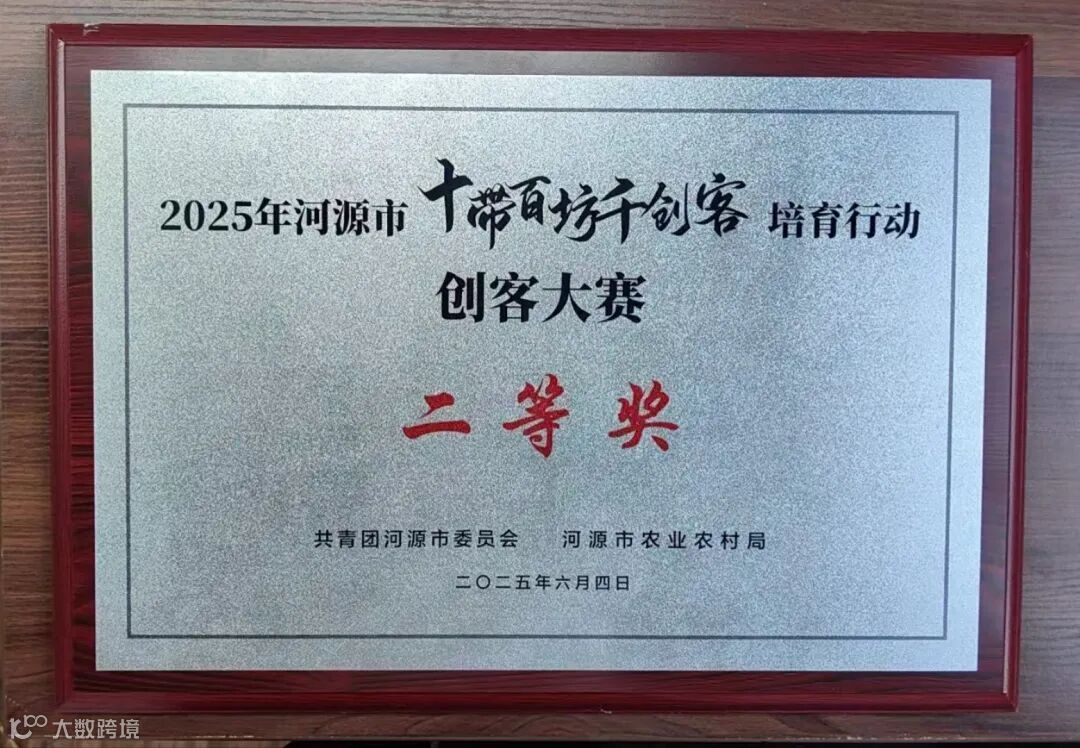 2025年河源市十带百坊千创客培育行动
创客大赛
二等奖
共青团河源市委员会 河源市农业农村局
二〇二五年六月四日
大数跨境